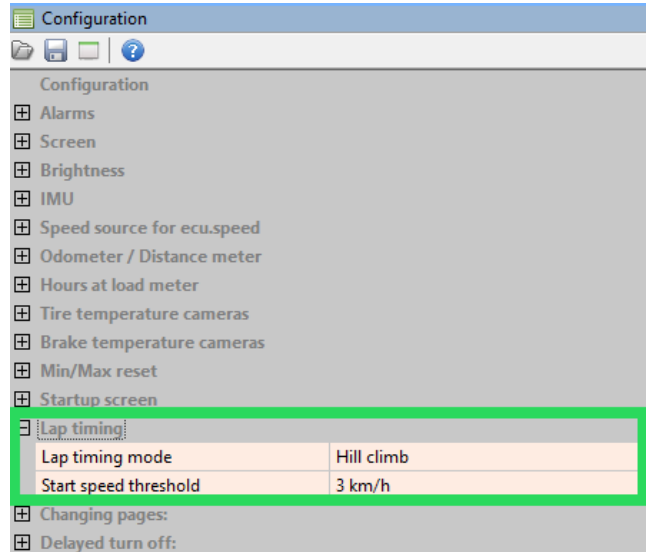 Configuration
Configuration
Alarms
Screen
Brightness
IMU
Speed source for ecu.speed
Odometer / Distance meter
Hours at load meter
Tire temperature cameras
Brake temperature cameras
Min/Max reset
Startup screen
Lap timing
Lap timing mode Hill climb
Start speed threshold 3 km/h
Changing pages:
Delayed turn off: